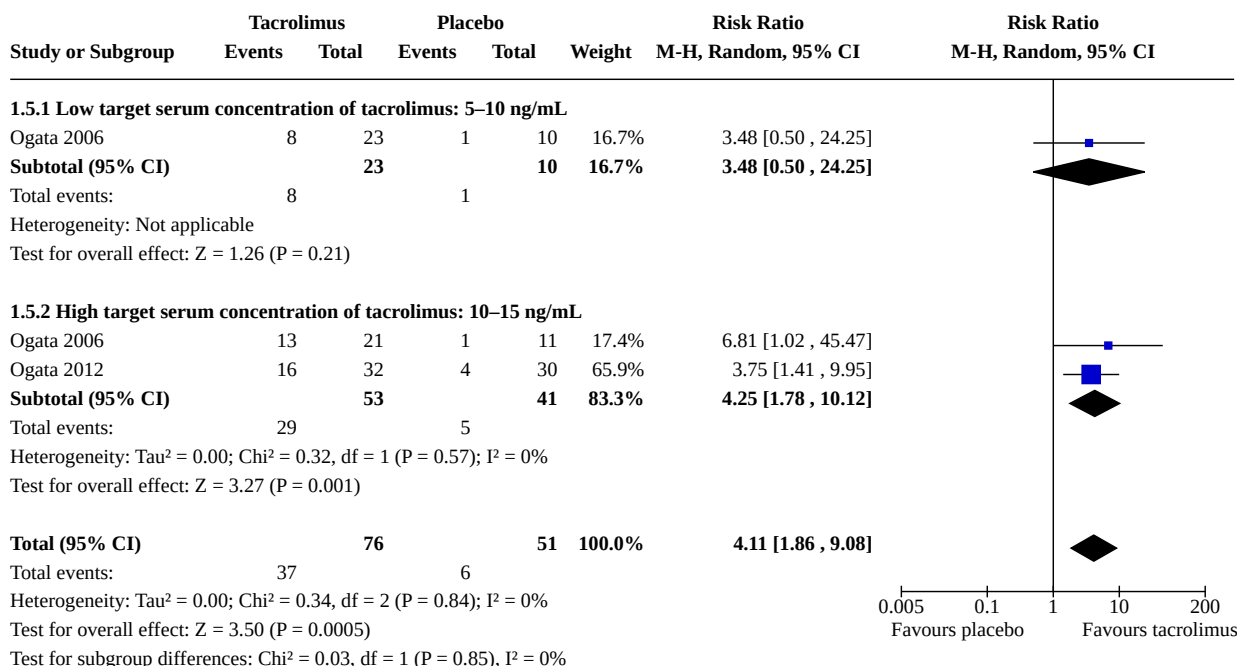 Tacrolimus Placebo Risk Ratio Risk Ratio
Study or Subgroup Events Total Events Total Weight M-H, Random, 95% CI M-H, Random, 95% CI
1.5.1 Low target serum concentration of tacrolimus: 5–10 ng/mL
Ogata 2006 8 23 1 10 16.7% 3.48 [0.50 , 24.25]
Subtotal (95% CI) 23 10 16.7% 3.48 [0.50 , 24.25]
Total events: 8 1
Heterogeneity: Not applicable
Test for overall effect: Z = 1.26 (P = 0.21)
1.5.2 High target serum concentration of tacrolimus: 10–15 ng/mL
Ogata 2006 13 21 1 11 17.4% 6.81 [1.02 , 45.47]
Ogata 2012 16 32 4 30 65.9% 3.75 [1.41 , 9.95]
Subtotal (95% CI) 53 41 83.3% 4.25 [1.78 , 10.12]
Total events: 29 5
Heterogeneity: Tau² = 0.00; Chi² = 0.32, df = 1 (P = 0.57); I² = 0%
Test for overall effect: Z = 3.27 (P = 0.001)
Total (95% CI) 76 51 100.0% 4.11 [1.86 , 9.08]
Total events: 37 6
Heterogeneity: Tau² = 0.00; Chi² = 0.34, df = 2 (P = 0.84); I² = 0% 0.005 0.1 1 10 200
Test for overall effect: Z = 3.50 (P = 0.0005) Favours placebo Favours tacrolimus
Test for subgroup differences: Chi² = 0.03, df = 1 (P = 0.85), I² = 0%